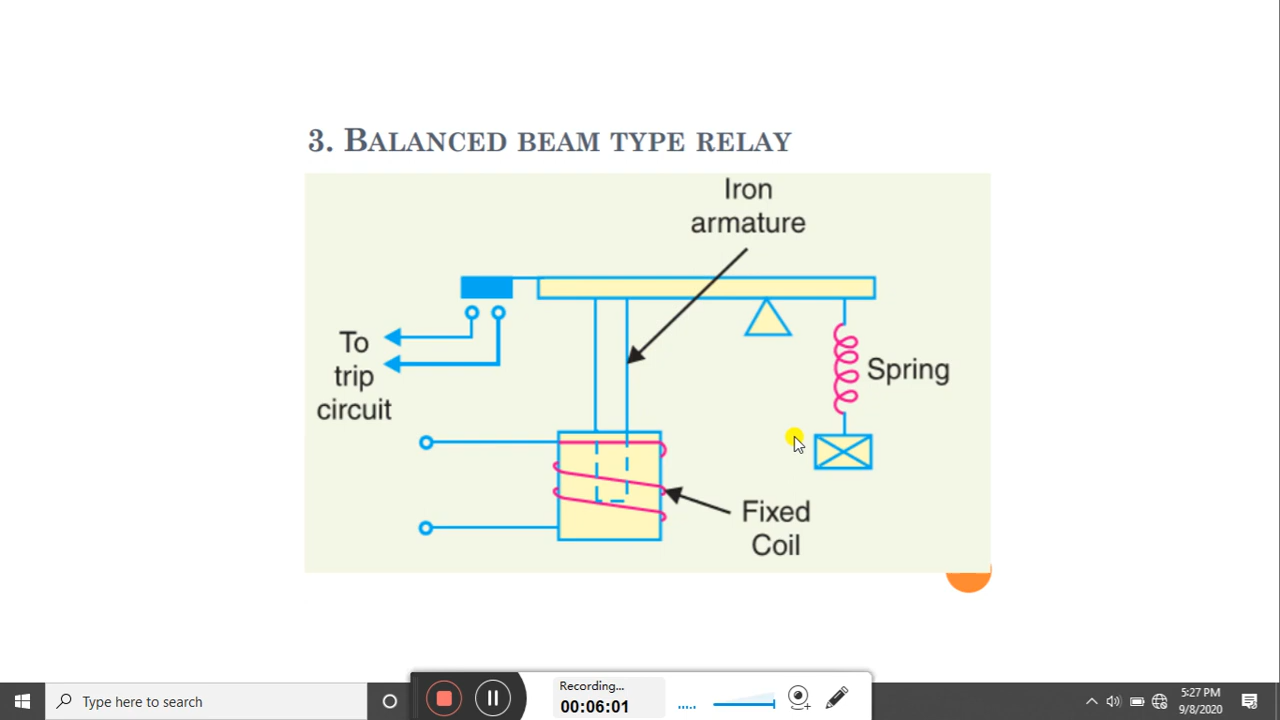 3. BALANCED BEAM TYPE RELAY
Iron
armature
To
trip
circuit
Spring
Fixed
Coil
Type here to search
Recording...
00:06:01
5:27 PM
9/8/2020